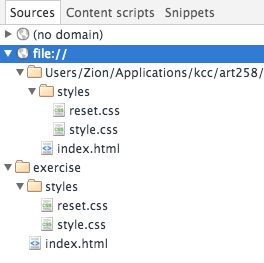 Sources Content scripts Snippets
(no domain)
file://
Users/Zion/Applications/kcc/art258/
styles
reset.css
style.css
index.html
exercise
styles
reset.css
style.css
index.html